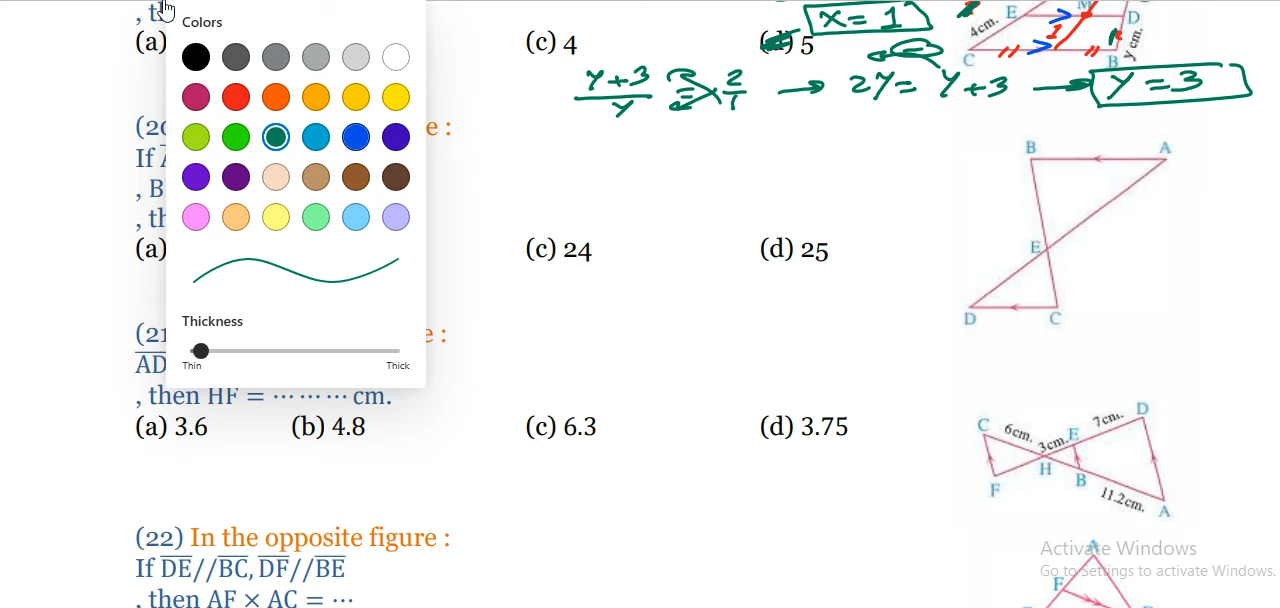 , t
(a) (c) 4 (d) 5
x = 1
E M D
4cm. 1 y cm.
C B
y+3 / y = 2 / 1 → 2y = y+3 → y = 3
Colors
(20 e :
If A
, B
, th
(a) (c) 24 (d) 25
B A
E
D C
Thickness
Thin Thick
(21 e :
AD
, then HF = ⋯ ⋯ ⋯ cm.
(a) 3.6 (b) 4.8 (c) 6.3 (d) 3.75
C 6cm. 3cm. E 7cm. D
H B
F 11.2cm. A
(22) In the opposite figure :
If DE//BC, DF//BE
, then AF × AC = ⋯
A
F
Activate Windows
Go to Settings to activate Windows.